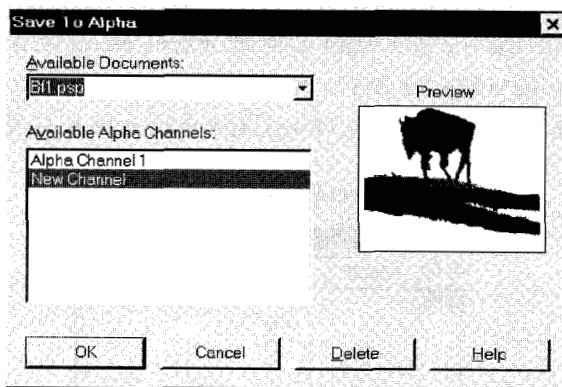 Save To Alpha
Available Documents:
Bf1.psp
Preview
Available Alpha Channels:
Alpha Channel 1
New Channel
OK
Cancel
Delete
Help